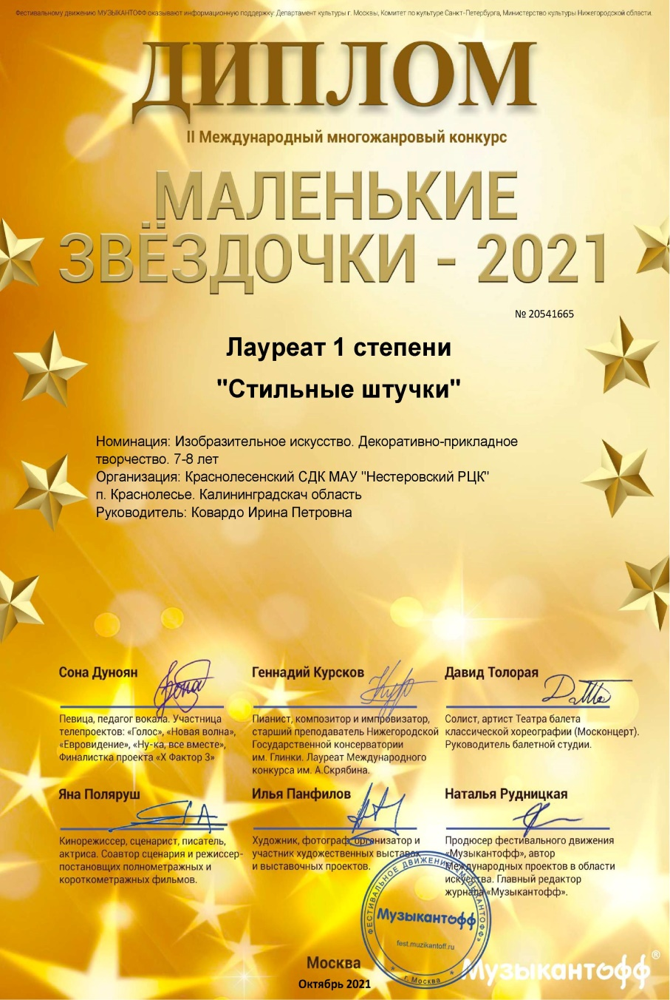 Фестивальному движению МУЗЫКАНТОФФ оказывают информационную поддержку: Департамент культуры г. Москвы, Комитет по культуре Санкт-Петербурга, Министерство культуры Нижегородской области.
ДИПЛОМ
II Международный многожанровый конкурс
МАЛЕНЬКИЕ
ЗВЁЗДОЧКИ - 2021
№ 20541665
Лауреат 1 степени
"Стильные штучки"
Номинация: Изобразительное искусство. Декоративно-прикладное
творчество. 7-8 лет
Организация: Краснолесенский СДК МАУ "Нестеровский РЦК"
п. Краснолесье. Калининградскач область
Руководитель: Ковардо Ирина Петровна
Сона Дуноян
Певица, педагог вокала. Участница
телепроектов: «Голос», «Новая волна»,
«Евровидение», «Ну-ка, все вместе»,
Финалистка проекта «X Фактор 3»
Геннадий Курсков
Пианист, композитор и импровизатор,
старший преподаватель Нижегородской
Государственной консерватории
им. Глинки. Лауреат Международного
конкурса им. А.Скрябина.
Давид Толорая
Солист, артист Театра балета
классической хореографии (Москонцерт).
Руководитель балетной студии.
Яна Поляруш
Кинорежиссер, сценарист, писатель,
актриса. Соавтор сценария и режиссер-
постановщих полнометражных и
короткометражных фильмов.
Илья Панфилов
Художник, фотограф, организатор и
участник художественных выставок
и выставочных проектов.
Наталья Рудницкая
Продюсер фестивального движения
«Музыкантофф», автор
Международных проектов в области
искусства. Главный редактор
журнала «Музыкантофф».
ФЕСТИВАЛЬНОЕ ДВИЖЕНИЕ «МУЗЫКАНТОФФ»
Музыкантофф
fest.muzikantoff.ru
* г. Москва *
Москва
Октябрь 2021
Музыкантофф®